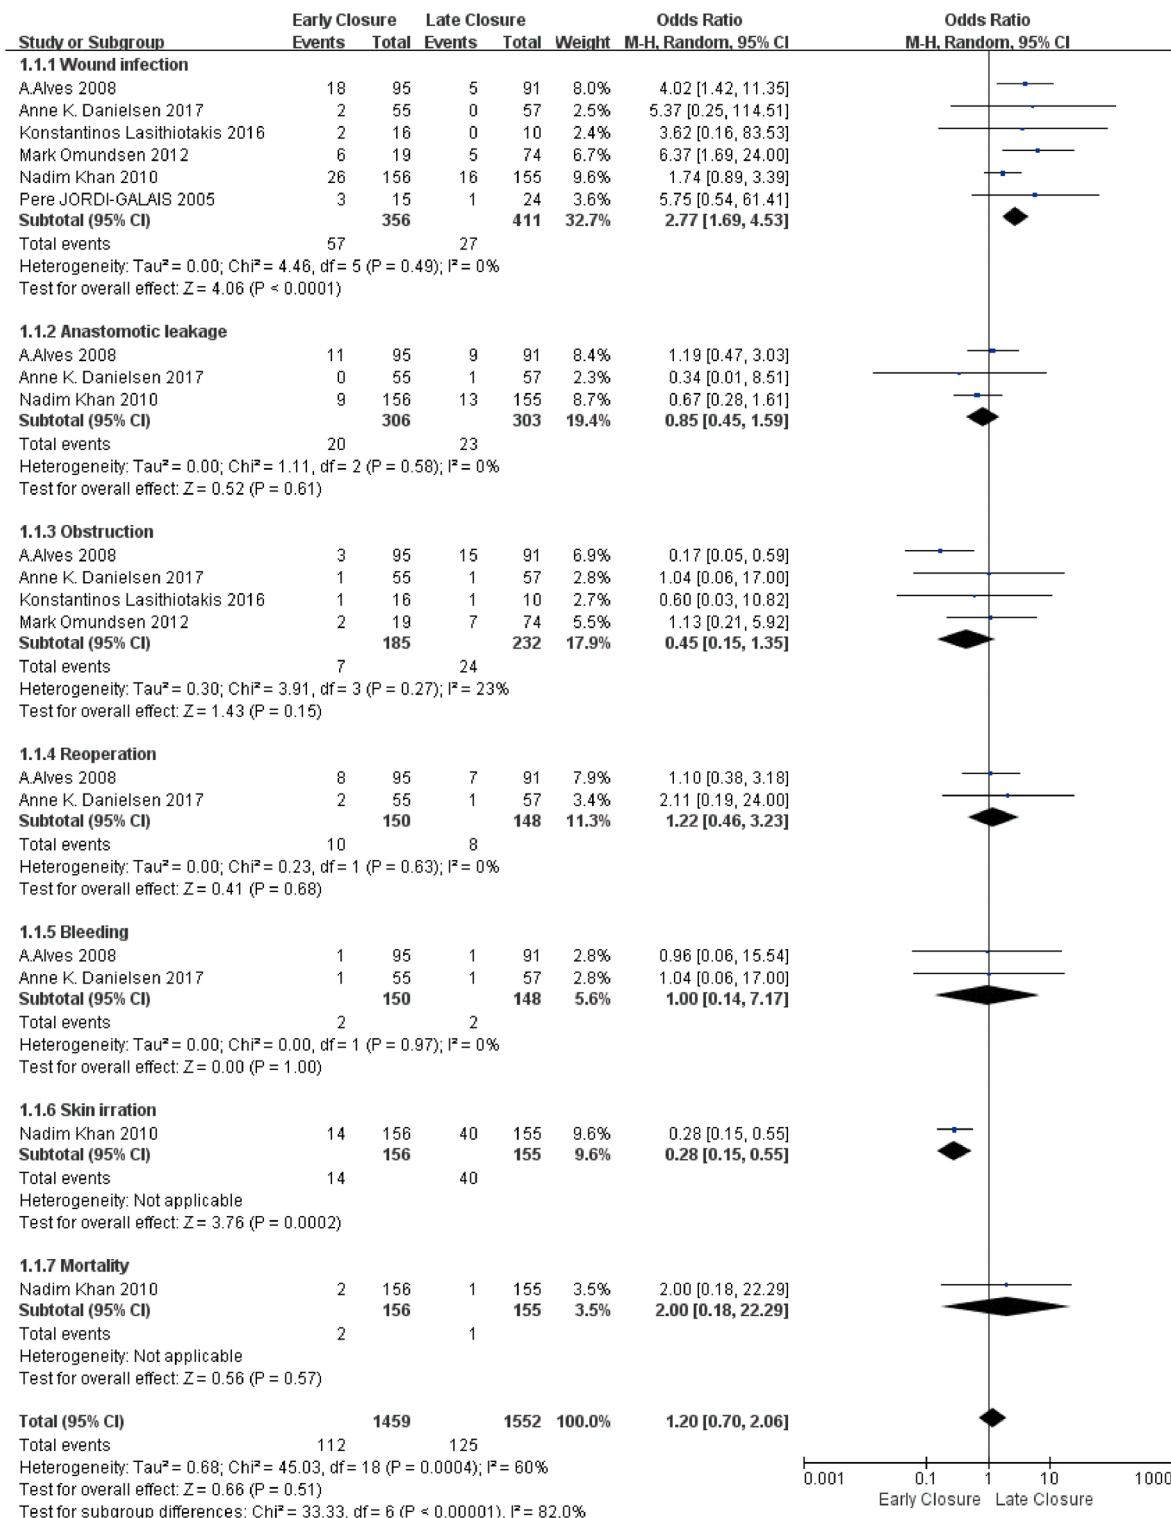 Early Closure Late Closure Odds Ratio Odds Ratio
Study or Subgroup Events Total Events Total Weight M-H, Random, 95% CI M-H, Random, 95% CI
1.1.1 Wound infection
A.Alves 2008 18 95 5 91 8.0% 4.02 [1.42, 11.35]
Anne K. Danielsen 2017 2 55 0 57 2.5% 5.37 [0.25, 114.51]
Konstantinos Lasithiotakis 2016 2 16 0 10 2.4% 3.62 [0.16, 83.53]
Mark Omundsen 2012 6 19 5 74 6.7% 6.37 [1.69, 24.00]
Nadim Khan 2010 26 156 16 155 9.6% 1.74 [0.89, 3.39]
Pere JORDI-GALAIS 2005 3 15 1 24 3.6% 5.75 [0.54, 61.41]
Subtotal (95% CI) 356 411 32.7% 2.77 [1.69, 4.53]
Total events 57 27
Heterogeneity: Tau² = 0.00; Chi² = 4.46, df = 5 (P = 0.49); I² = 0%
Test for overall effect: Z = 4.06 (P < 0.0001)
1.1.2 Anastomotic leakage
A.Alves 2008 11 95 9 91 8.4% 1.19 [0.47, 3.03]
Anne K. Danielsen 2017 0 55 1 57 2.3% 0.34 [0.01, 8.51]
Nadim Khan 2010 9 156 13 155 8.7% 0.67 [0.28, 1.61]
Subtotal (95% CI) 306 303 19.4% 0.85 [0.45, 1.59]
Total events 20 23
Heterogeneity: Tau² = 0.00; Chi² = 1.11, df = 2 (P = 0.58); I² = 0%
Test for overall effect: Z = 0.52 (P = 0.61)
1.1.3 Obstruction
A.Alves 2008 3 95 15 91 6.9% 0.17 [0.05, 0.59]
Anne K. Danielsen 2017 1 55 1 57 2.8% 1.04 [0.06, 17.00]
Konstantinos Lasithiotakis 2016 1 16 1 10 2.7% 0.60 [0.03, 10.82]
Mark Omundsen 2012 2 19 7 74 5.5% 1.13 [0.21, 5.92]
Subtotal (95% CI) 185 232 17.9% 0.45 [0.15, 1.35]
Total events 7 24
Heterogeneity: Tau² = 0.30; Chi² = 3.91, df = 3 (P = 0.27); I² = 23%
Test for overall effect: Z = 1.43 (P = 0.15)
1.1.4 Reoperation
A.Alves 2008 8 95 7 91 7.9% 1.10 [0.38, 3.18]
Anne K. Danielsen 2017 2 55 1 57 3.4% 2.11 [0.19, 24.00]
Subtotal (95% CI) 150 148 11.3% 1.22 [0.46, 3.23]
Total events 10 8
Heterogeneity: Tau² = 0.00; Chi² = 0.23, df = 1 (P = 0.63); I² = 0%
Test for overall effect: Z = 0.41 (P = 0.68)
1.1.5 Bleeding
A.Alves 2008 1 95 1 91 2.8% 0.96 [0.06, 15.54]
Anne K. Danielsen 2017 1 55 1 57 2.8% 1.04 [0.06, 17.00]
Subtotal (95% CI) 150 148 5.6% 1.00 [0.14, 7.17]
Total events 2 2
Heterogeneity: Tau² = 0.00; Chi² = 0.00, df = 1 (P = 0.97); I² = 0%
Test for overall effect: Z = 0.00 (P = 1.00)
1.1.6 Skin irration
Nadim Khan 2010 14 156 40 155 9.6% 0.28 [0.15, 0.55]
Subtotal (95% CI) 156 155 9.6% 0.28 [0.15, 0.55]
Total events 14 40
Heterogeneity: Not applicable
Test for overall effect: Z = 3.76 (P = 0.0002)
1.1.7 Mortality
Nadim Khan 2010 2 156 1 155 3.5% 2.00 [0.18, 22.29]
Subtotal (95% CI) 156 155 3.5% 2.00 [0.18, 22.29]
Total events 2 1
Heterogeneity: Not applicable
Test for overall effect: Z = 0.56 (P = 0.57)
Total (95% CI) 1459 1552 100.0% 1.20 [0.70, 2.06]
Total events 112 125
Heterogeneity: Tau² = 0.68; Chi² = 45.03, df = 18 (P = 0.0004); I² = 60%
Test for overall effect: Z = 0.66 (P = 0.51)
Test for subgroup differences: Chi² = 33.33, df = 6 (P < 0.00001), I² = 82.0%
0.001 0.1 1 10 1000
Early Closure Late Closure